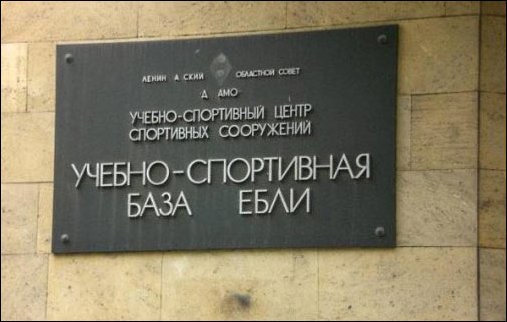 ЛЕНИН А СКИЙ ОБЛАСТНОЙ СОВЕТ
Д АМО
УЧЕБНО-СПОРТИВНЫЙ ЦЕНТР
СПОРТИВНЫХ СООРУЖЕНИЙ
УЧЕБНО-СПОРТИВНАЯ
БАЗА ЕБЛИ